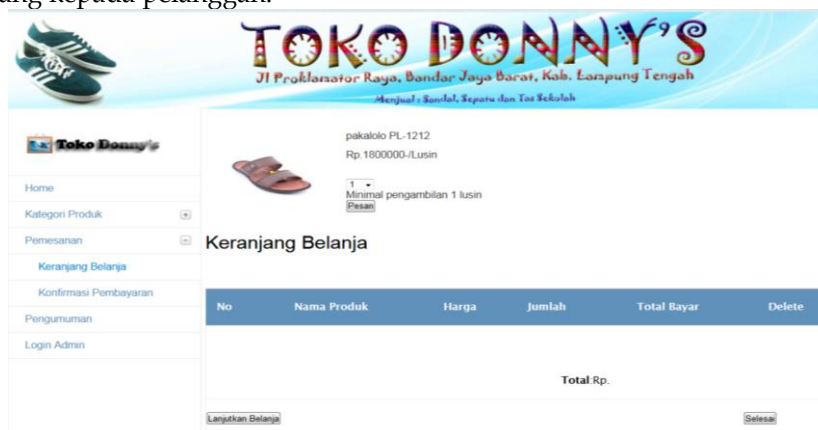 ang kepada pelanggan.
TOKO DONNY'S
Jl Proklamator Raya, Bandar Jaya Barat, Kab. Lampung Tengah
Menjual : Sandal, Sepatu dan Tas Sekolah
Toko Donny's
Home
Kategori Produk
Pemesanan
Keranjang Belanja
Konfirmasi Pembayaran
Pengumuman
Login Admin
pakalolo PL-1212
Rp.1800000-/Lusin
1
Minimal pengambilan 1 lusin
Pesan
Keranjang Belanja
No Nama Produk Harga Jumlah Total Bayar Delete
Total:Rp.
Lanjutkan Belanja Selesai